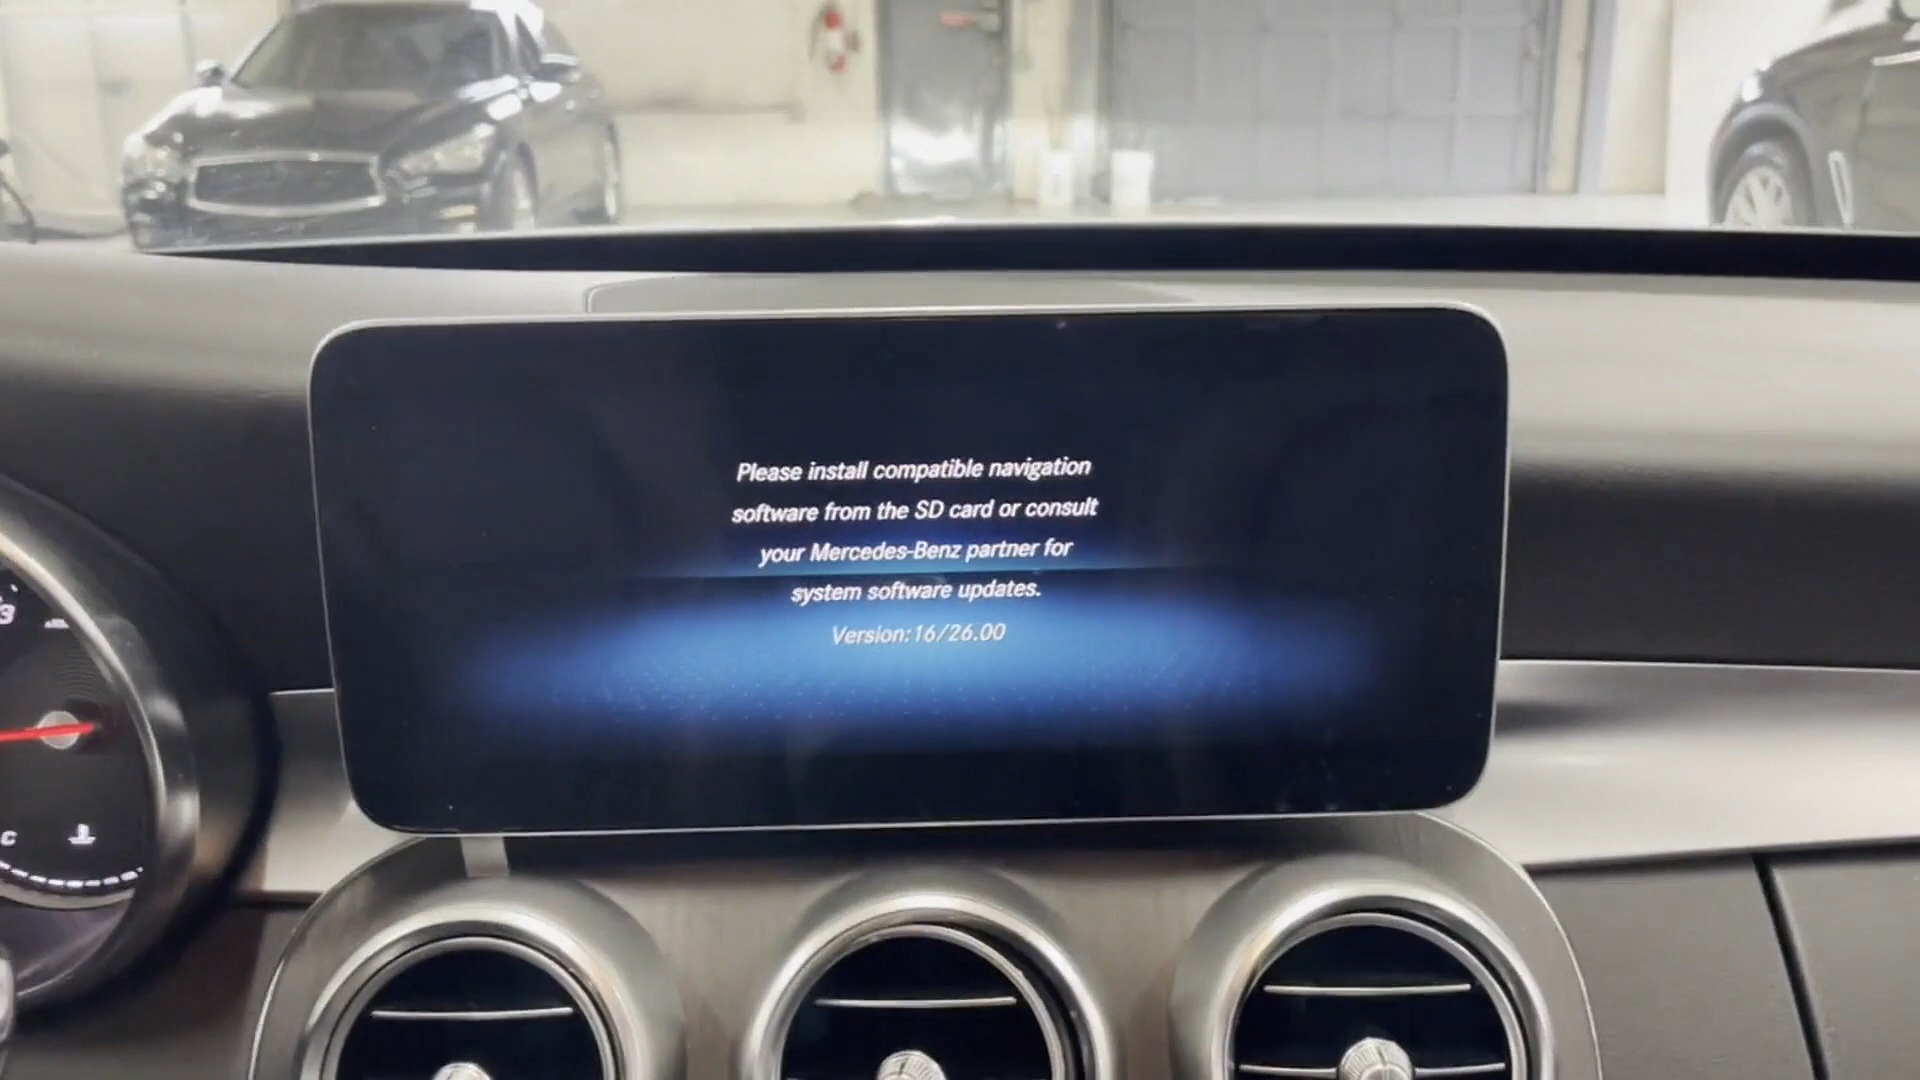 Please install compatible navigation
software from the SD card or consult
your Mercedes-Benz partner for
system software updates.
Version:16/26.00
3
C